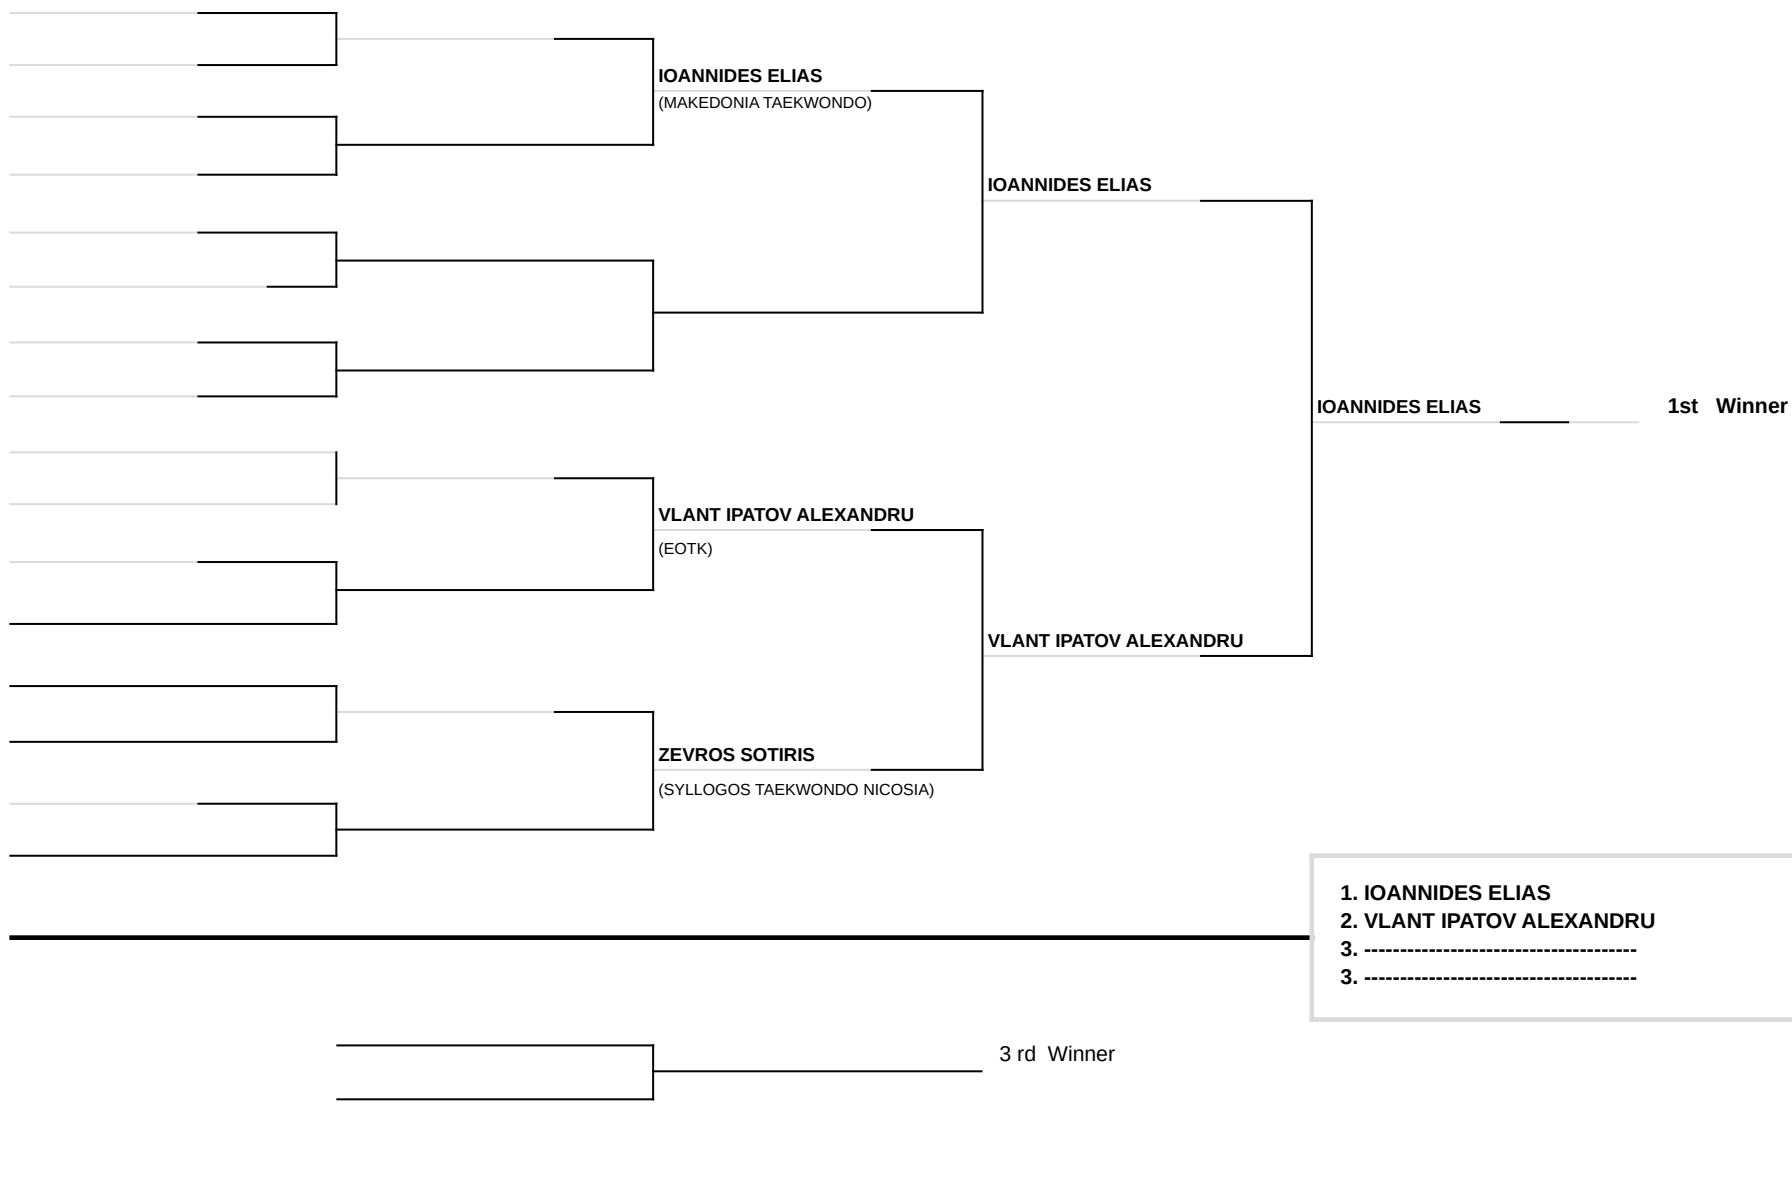 IOANNIDES ELIAS
(MAKEDONIA TAEKWONDO)
IOANNIDES ELIAS
IOANNIDES ELIAS
1st   Winner
VLANT IPATOV ALEXANDRU
(EOTK)
VLANT IPATOV ALEXANDRU
ZEVROS SOTIRIS
(SYLLOGOS TAEKWONDO NICOSIA)
1. IOANNIDES ELIAS
2. VLANT IPATOV ALEXANDRU
3. --------------------------------------
3. --------------------------------------
3 rd  Winner